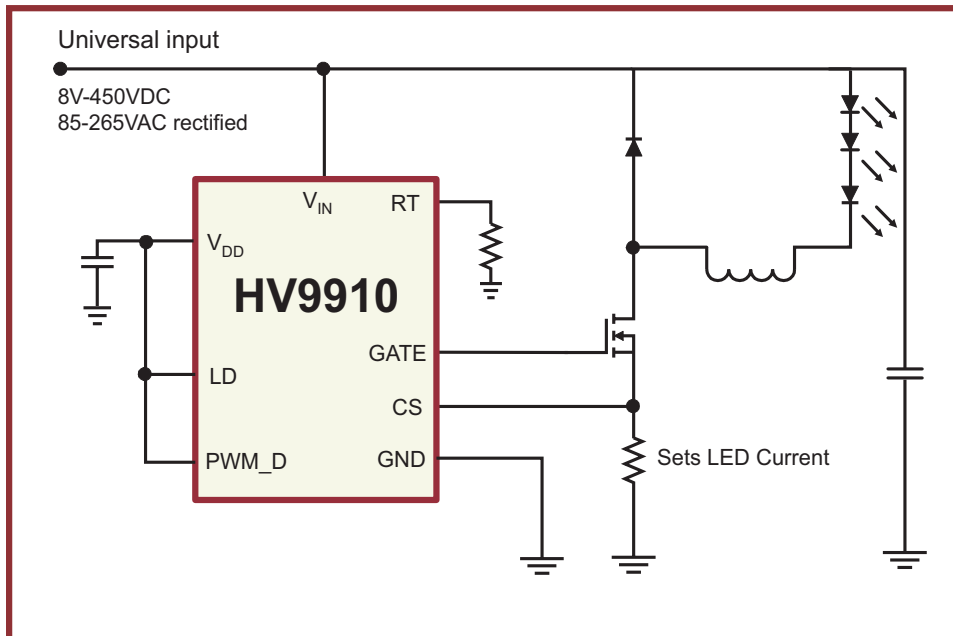 Universal input
8V-450VDC
85-265VAC rectified
VIN
RT
VDD
HV9910
GATE
LD
CS
PWM_D
GND
Sets LED Current